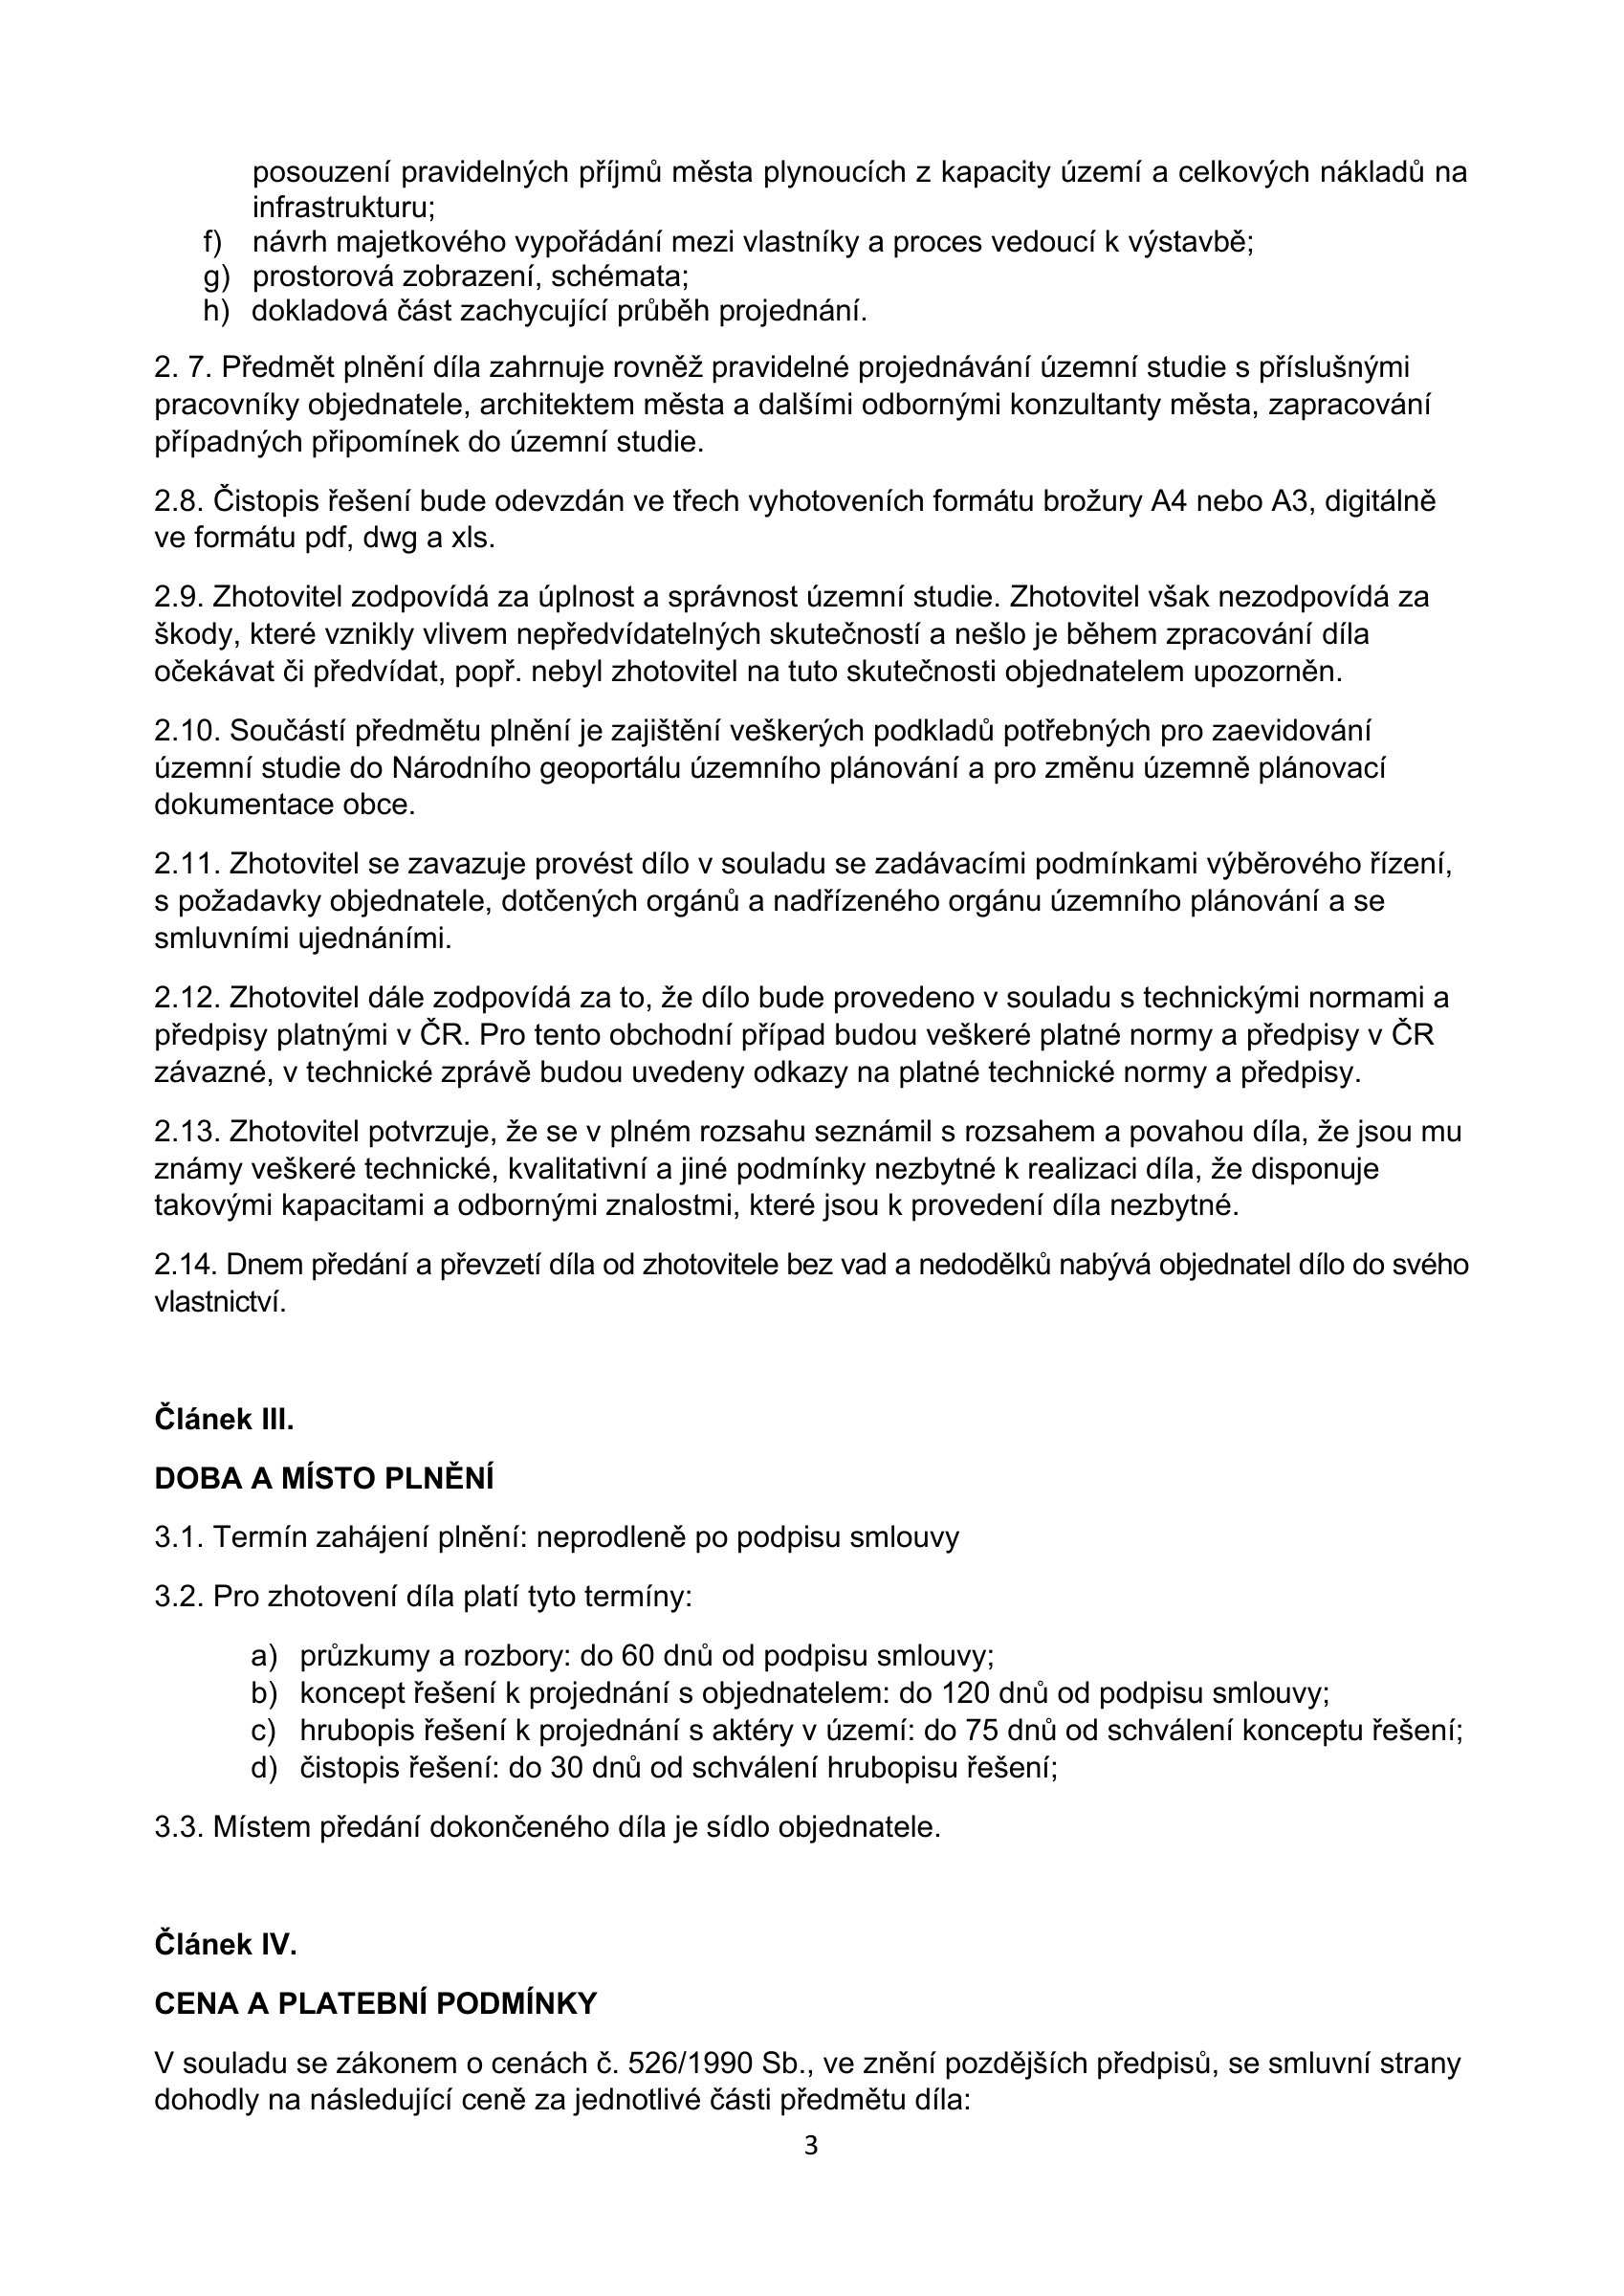 posouzení pravidelných příjmů města plynoucích z kapacity území a celkových nákladů na
infrastrukturu;
f) návrh majetkového vypořádání mezi vlastníky a proces vedoucí k výstavbě;
g) prostorová zobrazení, schémata;
h) dokladová část zachycující průběh projednání.
2. 7. Předmět plnění díla zahrnuje rovněž pravidelné projednávání územní studie s příslušnými
pracovníky objednatele, architektem města a dalšími odbornými konzultanty města, zapracování
případných připomínek do územní studie.
2.8. Čistopis řešení bude odevzdán ve třech vyhotoveních formátu brožury A4 nebo A3, digitálně
ve formátu pdf, dwg a xls.
2.9. Zhotovitel zodpovídá za úplnost a správnost územní studie. Zhotovitel však nezodpovídá za
škody, které vznikly vlivem nepředvídatelných skutečností a nešlo je během zpracování díla
očekávat či předvídat, popř. nebyl zhotovitel na tuto skutečnosti objednatelem upozorněn.
2.10. Součástí předmětu plnění je zajištění veškerých podkladů potřebných pro zaevidování
územní studie do Národního geoportálu územního plánování a pro změnu územně plánovací
dokumentace obce.
2.11. Zhotovitel se zavazuje provést dílo v souladu se zadávacími podmínkami výběrového řízení,
s požadavky objednatele, dotčených orgánů a nadřízeného orgánu územního plánování a se
smluvními ujednáními.
2.12. Zhotovitel dále zodpovídá za to, že dílo bude provedeno v souladu s technickými normami a
předpisy platnými v ČR. Pro tento obchodní případ budou veškeré platné normy a předpisy v ČR
závazné, v technické zprávě budou uvedeny odkazy na platné technické normy a předpisy.
2.13. Zhotovitel potvrzuje, že se v plném rozsahu seznámil s rozsahem a povahou díla, že jsou mu
známy veškeré technické, kvalitativní a jiné podmínky nezbytné k realizaci díla, že disponuje
takovými kapacitami a odbornými znalostmi, které jsou k provedení díla nezbytné.
2.14. Dnem předání a převzetí díla od zhotovitele bez vad a nedodělků nabývá objednatel dílo do svého
vlastnictví.
Článek III.
DOBA A MÍSTO PLNĚNÍ
3.1. Termín zahájení plnění: neprodleně po podpisu smlouvy
3.2. Pro zhotovení díla platí tyto termíny:
a) průzkumy a rozbory: do 60 dnů od podpisu smlouvy;
b) koncept řešení k projednání s objednatelem: do 120 dnů od podpisu smlouvy;
c) hrubopis řešení k projednání s aktéry v území: do 75 dnů od schválení konceptu řešení;
d) čistopis řešení: do 30 dnů od schválení hrubopisu řešení;
3.3. Místem předání dokončeného díla je sídlo objednatele.
Článek IV.
CENA A PLATEBNÍ PODMÍNKY
V souladu se zákonem o cenách č. 526/1990 Sb., ve znění pozdějších předpisů, se smluvní strany
dohodly na následující ceně za jednotlivé části předmětu díla:
3